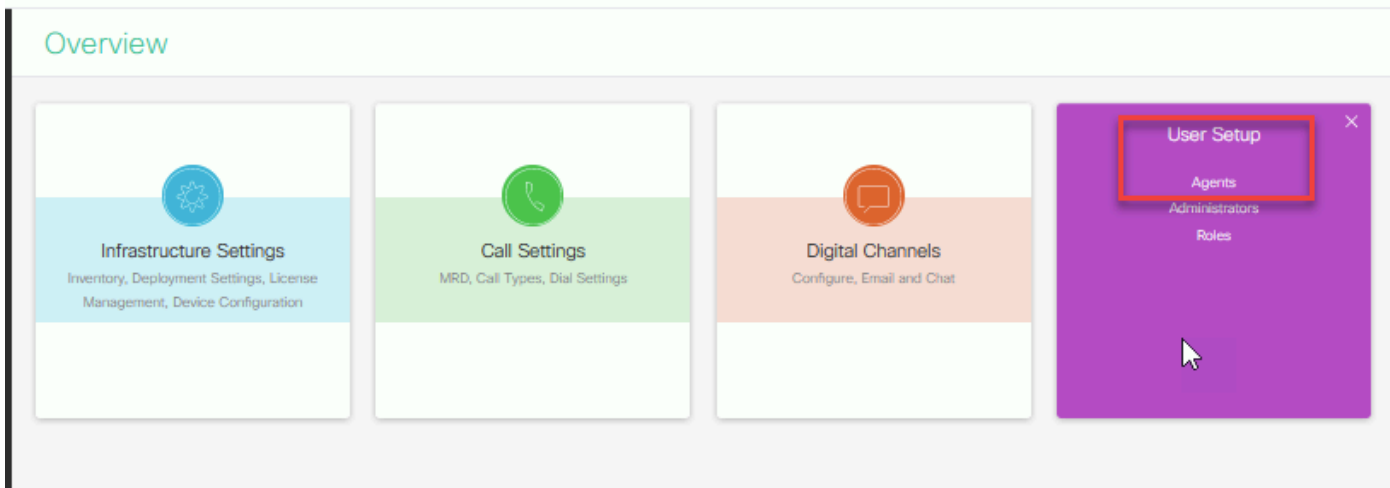 Overview
Infrastructure Settings
Inventory, Deployment Settings, License
Management, Device Configuration
Call Settings
MRD, Call Types, Dial Settings
Digital Channels
Configure, Email and Chat
User Setup
Agents
Administrators
Roles